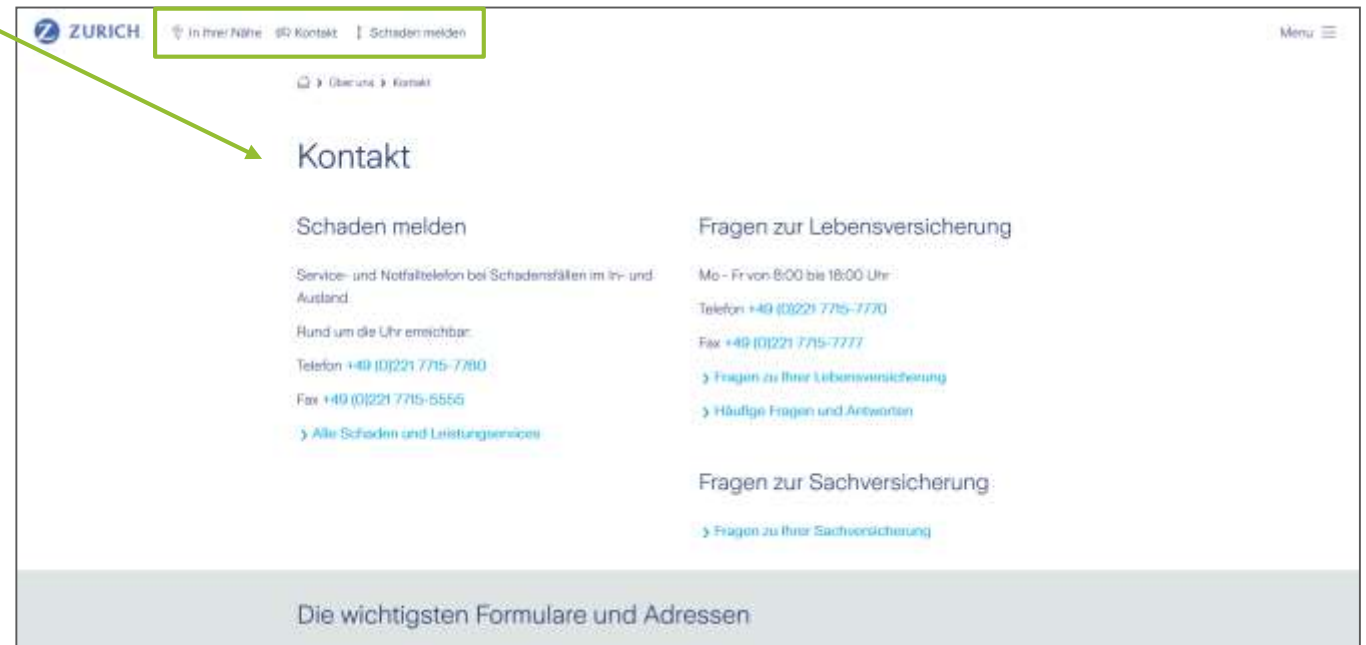 ZURICH In Ihrer Nähe Kontakt Schaden melden Menu
Über uns > Kontakt
Kontakt
Schaden melden
Service- und Notfalltelefon bei Schadensfällen im In- und
Ausland
Rund um die Uhr erreichbar:
Telefon +49 (0)221 7715-7780
Fax +49 (0)221 7715-5555
> Alle Schaden und Leistungservices
Fragen zur Lebensversicherung
Mo - Fr von 8:00 bis 18:00 Uhr
Telefon +49 (0)221 7715-7770
Fax +49 (0)221 7715-7777
> Fragen zu Ihrer Lebensversicherung
> Häufige Fragen und Antworten
Fragen zur Sachversicherung
> Fragen zu Ihrer Sachversicherung
Die wichtigsten Formulare und Adressen